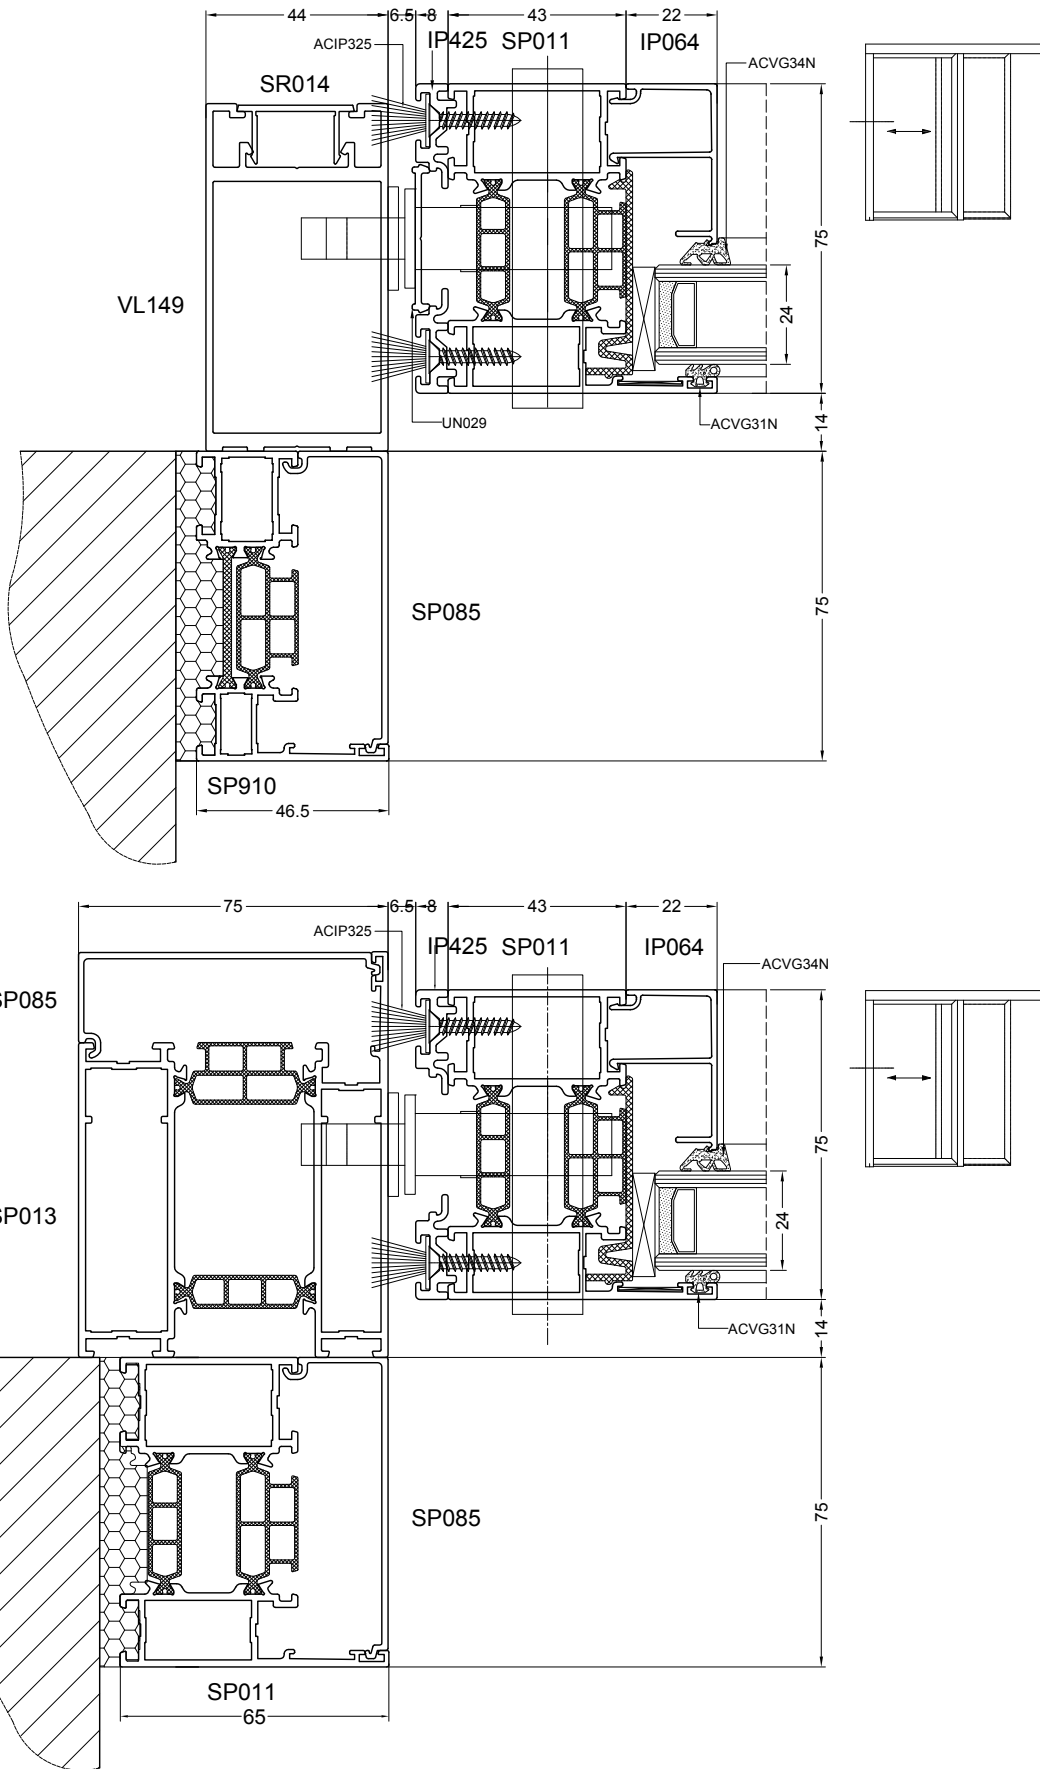 44 6.5 8 43 22
ACIP325 IP425 SP011 IP064
ACVG34N
SR014
75
VL149
24
UN029
ACVG31N
14
SP085
75
SP910
46.5
75 6.5 8 43 22
ACIP325 IP425 SP011 IP064
ACVG34N
SP085
75
SP013
24
ACVG31N
14
SP085
75
SP011
65